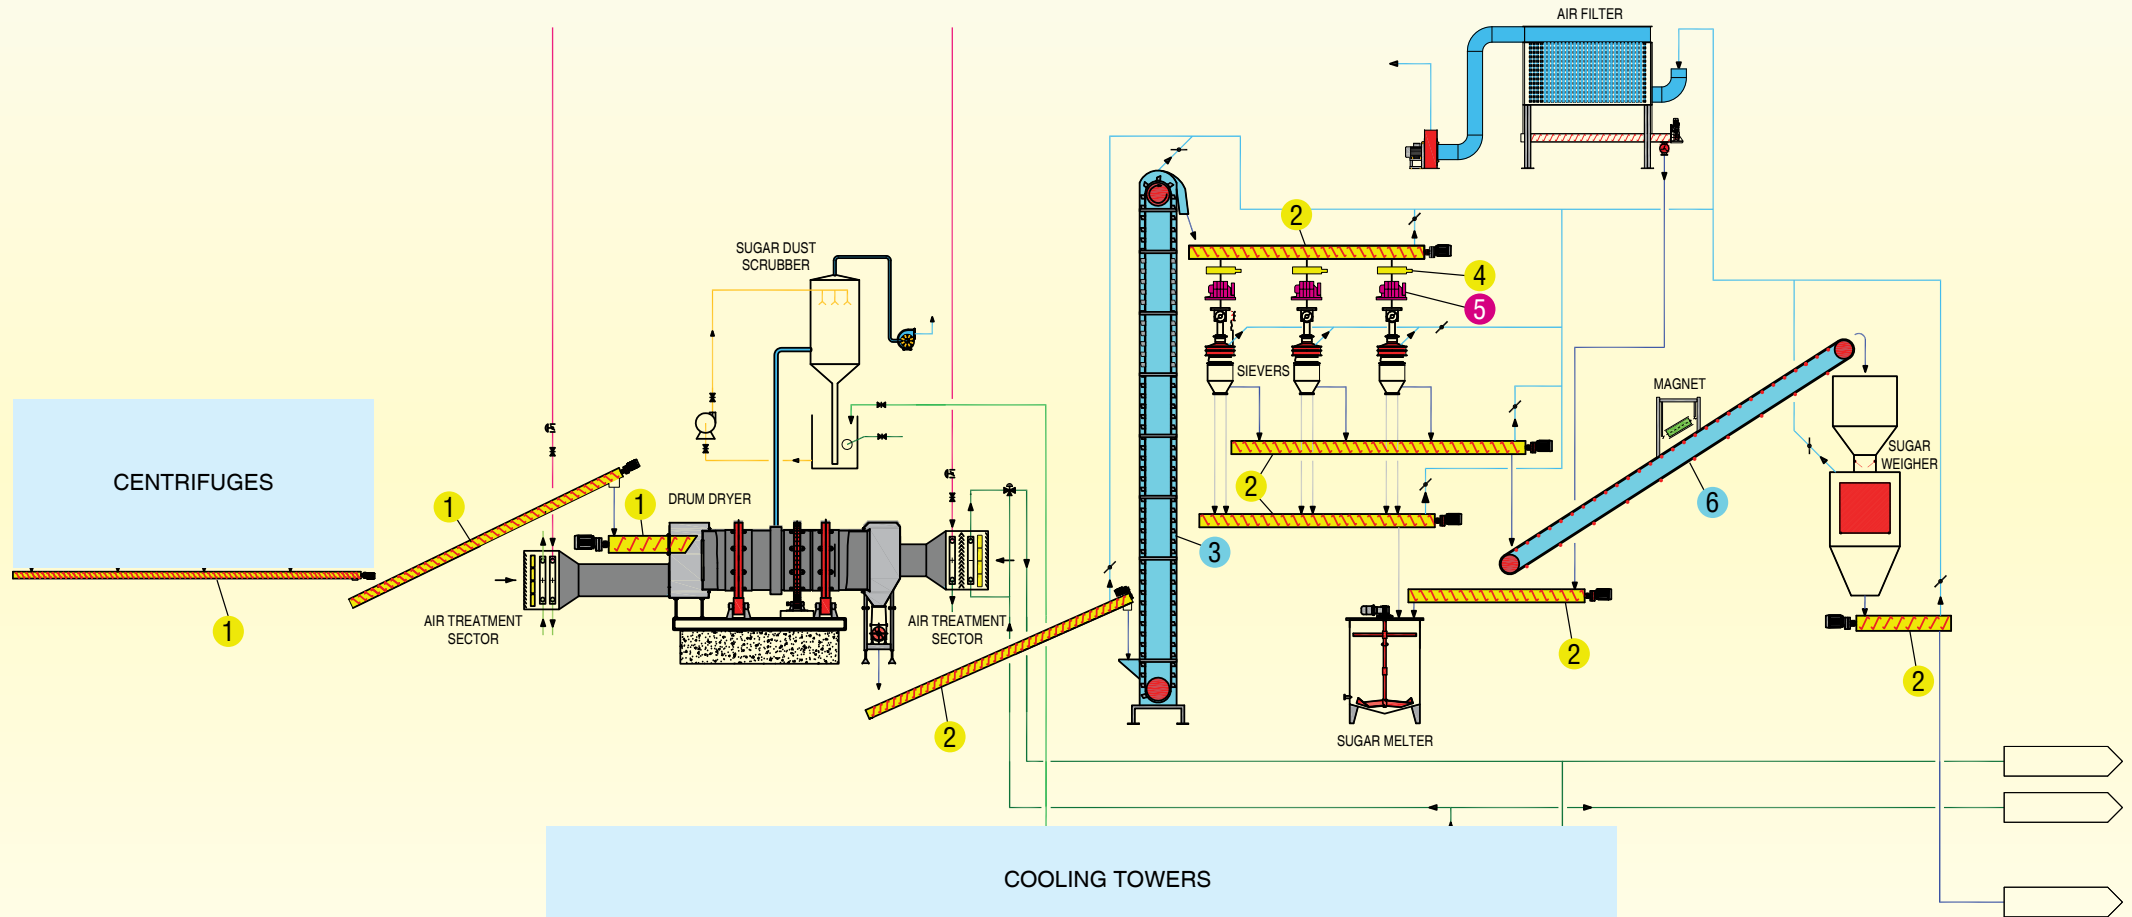 AIR FILTER
2
SUGAR DUST
SCRUBBER
4
5
SIEVERS
MAGNET
CENTRIFUGES
SUGAR
WEIGHER
2
1
DRUM DRYER
1
6
3
1
AIR TREATMENT
SECTOR
AIR TREATMENT
SECTOR
2
2
2
SUGAR MELTER
COOLING TOWERS